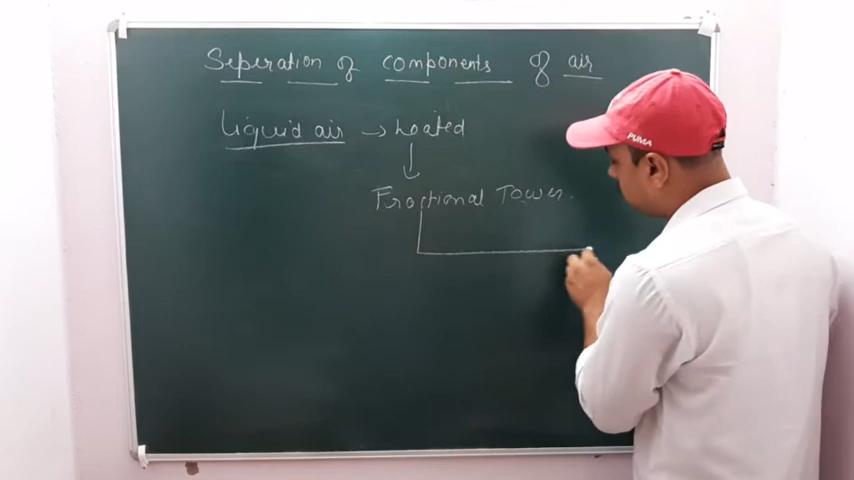 Seperation of components of air
Liquid air → heated
Fractional Tower.
PUMA